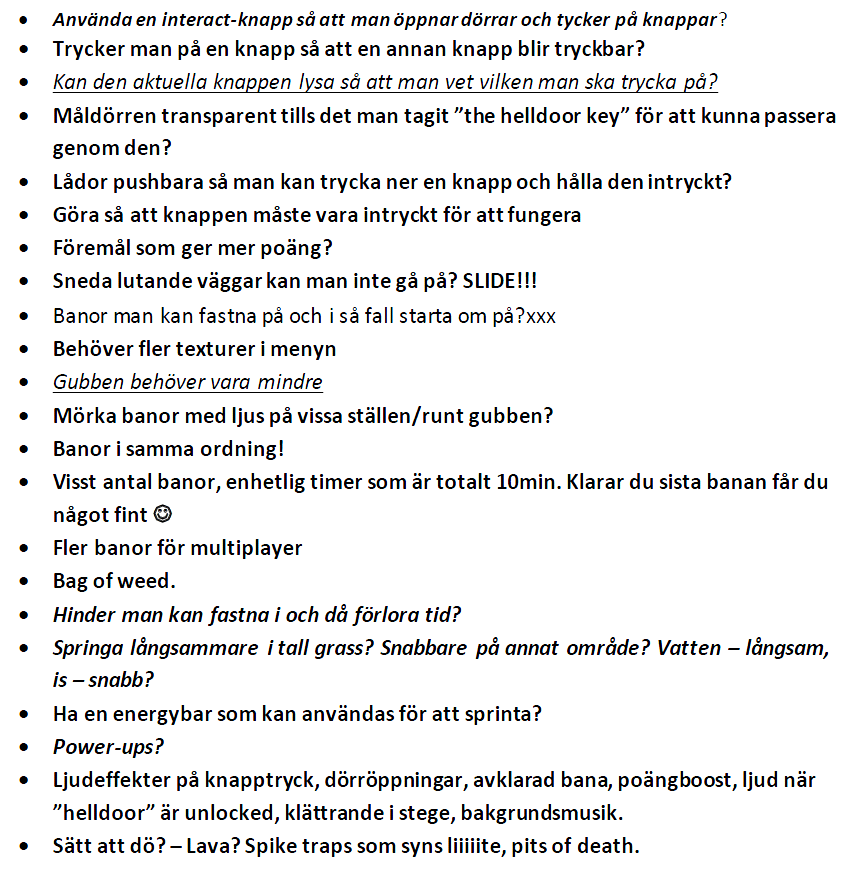 • Använda en interact-knapp så att man öppnar dörrar och tycker på knappar?
• Trycker man på en knapp så att en annan knapp blir tryckbar?
• Kan den aktuella knappen lysa så att man vet vilken man ska trycka på?
• Måldörren transparent tills det man tagit ”the helldoor key” för att kunna passera
genom den?
• Lådor pushbara så man kan trycka ner en knapp och hålla den intryckt?
• Göra så att knappen måste vara intryckt för att fungera
• Föremål som ger mer poäng?
• Sneda lutande väggar kan man inte gå på? SLIDE!!!
• Banor man kan fastna på och i så fall starta om på?xxx
• Behöver fler texturer i menyn
• Gubben behöver vara mindre
• Mörka banor med ljus på vissa ställen/runt gubben?
• Banor i samma ordning!
• Visst antal banor, enhetlig timer som är totalt 10min. Klarar du sista banan får du
något fint ☺
• Fler banor för multiplayer
• Bag of weed.
• Hinder man kan fastna i och då förlora tid?
• Springa långsammare i tall grass? Snabbare på annat område? Vatten – långsam,
is – snabb?
• Ha en energybar som kan användas för att sprinta?
• Power-ups?
• Ljudeffekter på knapptryck, dörröppningar, avklarad bana, poängboost, ljud när
”helldoor” är unlocked, klättrande i stege, bakgrundsmusik.
• Sätt att dö? – Lava? Spike traps som syns liiiiite, pits of death.